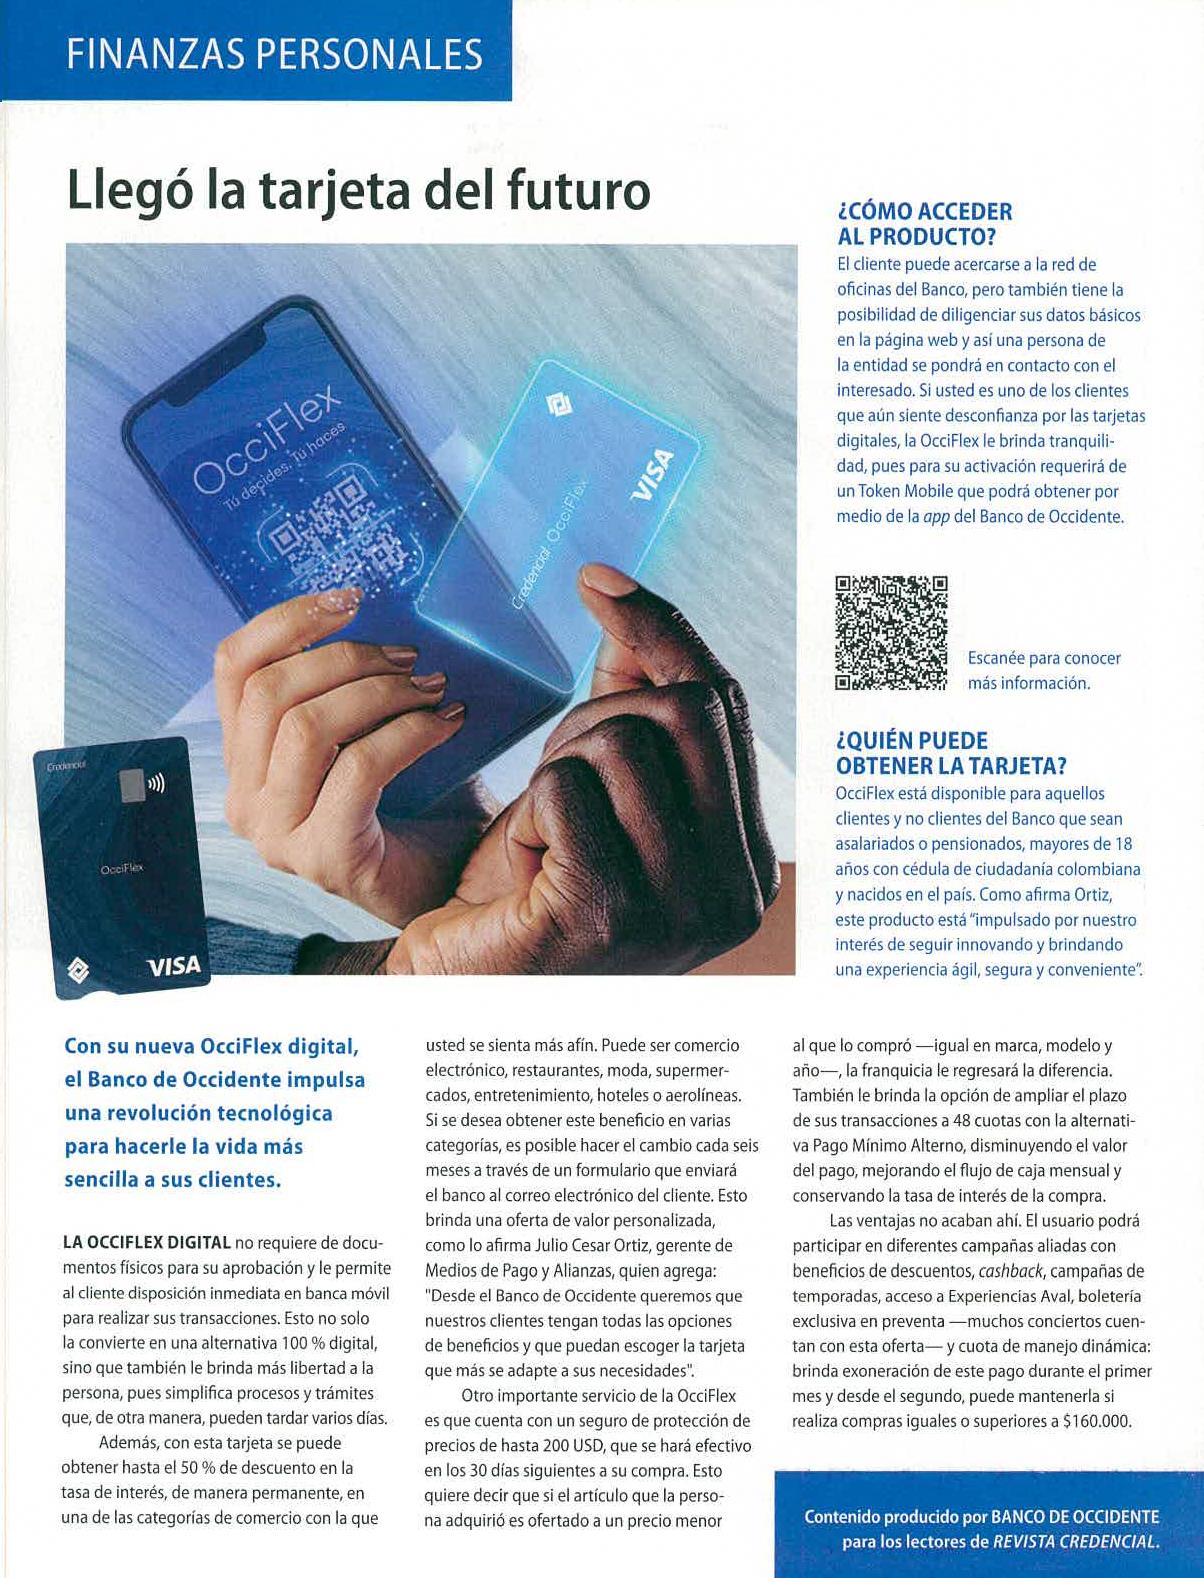 FINANZAS PERSONALES
Llegó la tarjeta del futuro
OcciFlex
Tú decides. Tú haces
VISA
Credencial OcciFlex
Credencial
OcciFlex
VISA
¿CÓMO ACCEDER
AL PRODUCTO?
El cliente puede acercarse a la red de
oficinas del Banco, pero también tiene la
posibilidad de diligenciar sus datos básicos
en la página web y así una persona de
la entidad se pondrá en contacto con el
interesado. Si usted es uno de los clientes
que aún siente desconfianza por las tarjetas
digitales, la OcciFlex le brinda tranquili-
dad, pues para su activación requerirá de
un Token Mobile que podrá obtener por
medio de la app del Banco de Occidente.
Escanée para conocer
más información.
¿QUIÉN PUEDE
OBTENER LA TARJETA?
OcciFlex está disponible para aquellos
clientes y no clientes del Banco que sean
asalariados o pensionados, mayores de 18
años con cédula de ciudadanía colombiana
y nacidos en el país. Como afirma Ortiz,
este producto está “impulsado por nuestro
interés de seguir innovando y brindando
una experiencia ágil, segura y conveniente”.
Con su nueva OcciFlex digital,
el Banco de Occidente impulsa
una revolución tecnológica
para hacerle la vida más
sencilla a sus clientes.
LA OCCIFLEX DIGITAL no requiere de docu-
mentos físicos para su aprobación y le permite
al cliente disposición inmediata en banca móvil
para realizar sus transacciones. Esto no solo
la convierte en una alternativa 100 % digital,
sino que también le brinda más libertad a la
persona, pues simplifica procesos y trámites
que, de otra manera, pueden tardar varios días.
Además, con esta tarjeta se puede
obtener hasta el 50 % de descuento en la
tasa de interés, de manera permanente, en
una de las categorías de comercio con la que
usted se sienta más afín. Puede ser comercio
electrónico, restaurantes, moda, supermer-
cados, entretenimiento, hoteles o aerolíneas.
Si se desea obtener este beneficio en varias
categorías, es posible hacer el cambio cada seis
meses a través de un formulario que enviará
el banco al correo electrónico del cliente. Esto
brinda una oferta de valor personalizada,
como lo afirma Julio Cesar Ortiz, gerente de
Medios de Pago y Alianzas, quien agrega:
"Desde el Banco de Occidente queremos que
nuestros clientes tengan todas las opciones
de beneficios y que puedan escoger la tarjeta
que más se adapte a sus necesidades".
Otro importante servicio de la OcciFlex
es que cuenta con un seguro de protección de
precios de hasta 200 USD, que se hará efectivo
en los 30 días siguientes a su compra. Esto
quiere decir que si el artículo que la perso-
na adquirió es ofertado a un precio menor
al que lo compró —igual en marca, modelo y
año—, la franquicia le regresará la diferencia.
También le brinda la opción de ampliar el plazo
de sus transacciones a 48 cuotas con la alternati-
va Pago Mínimo Alterno, disminuyendo el valor
del pago, mejorando el flujo de caja mensual y
conservando la tasa de interés de la compra.
Las ventajas no acaban ahí. El usuario podrá
participar en diferentes campañas aliadas con
beneficios de descuentos, cashback, campañas de
temporadas, acceso a Experiencias Aval, boletería
exclusiva en preventa —muchos conciertos cuen-
tan con esta oferta— y cuota de manejo dinámica:
brinda exoneración de este pago durante el primer
mes y desde el segundo, puede mantenerla si
realiza compras iguales o superiores a $160.000.
Contenido producido por BANCO DE OCCIDENTE
para los lectores de REVISTA CREDENCIAL.